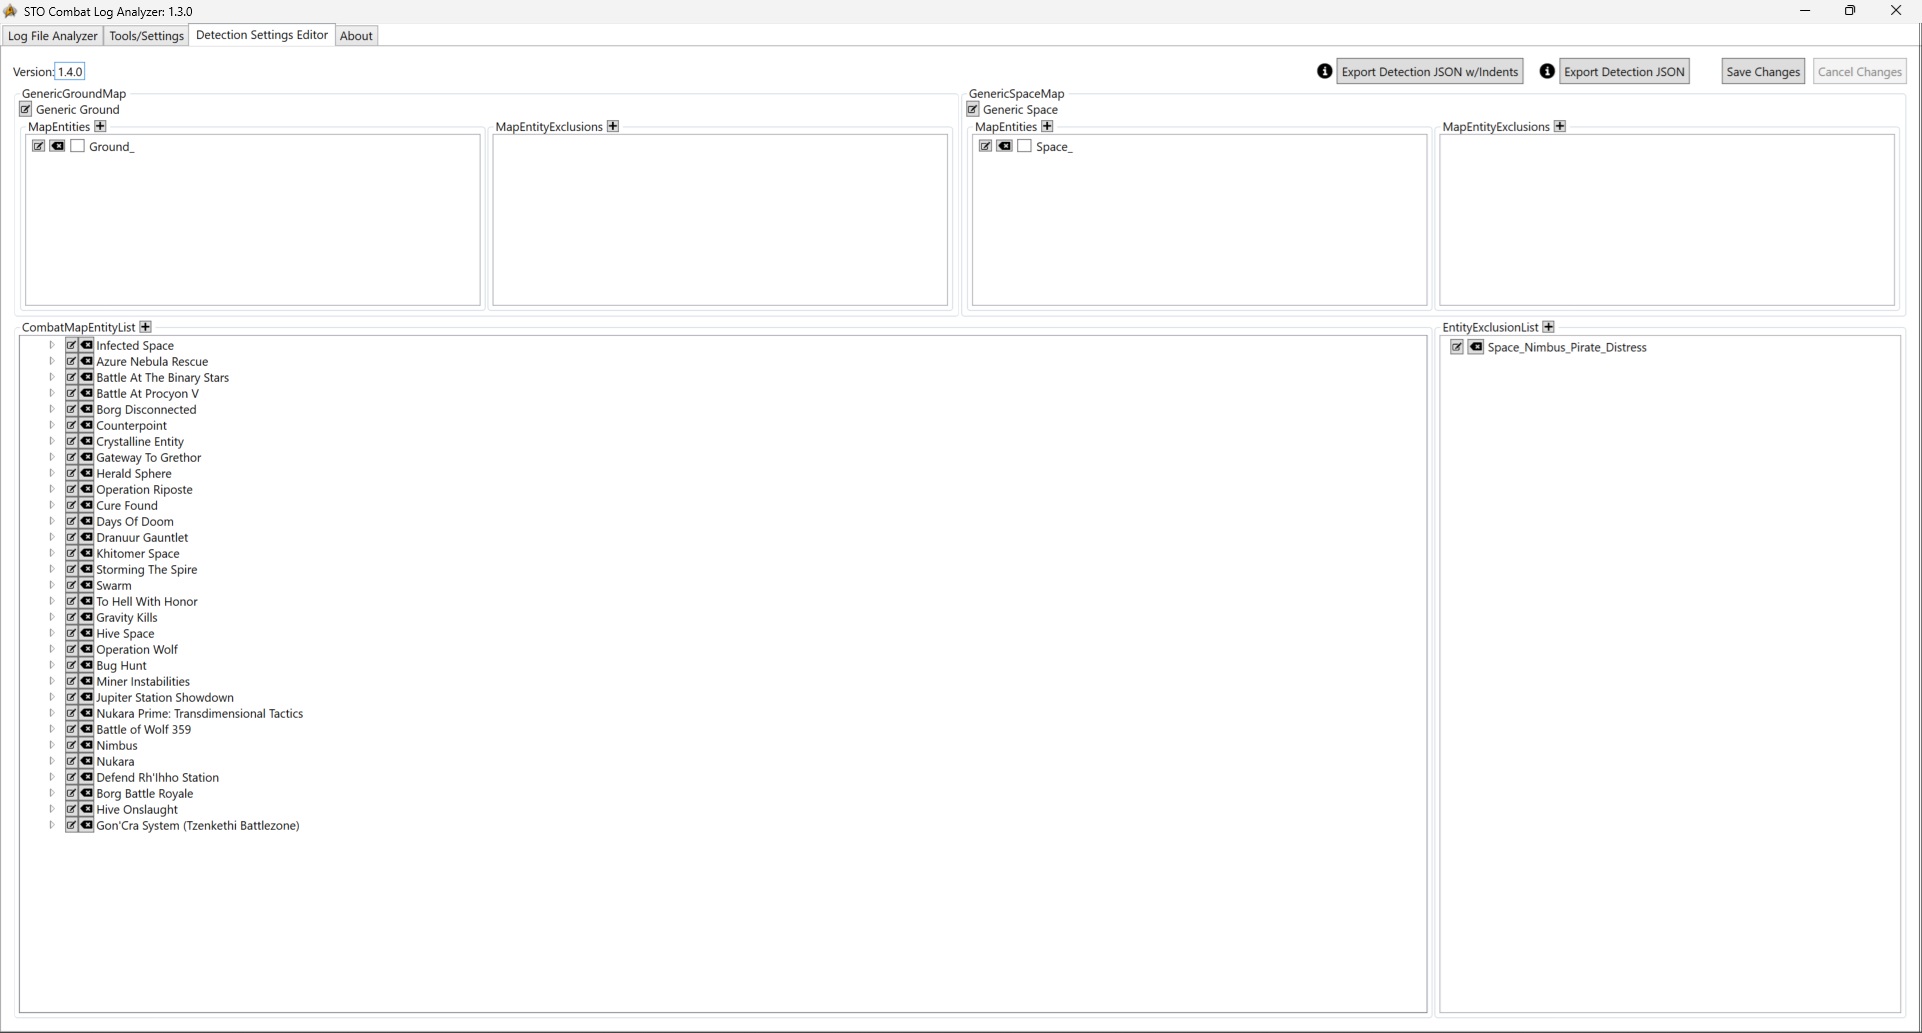 STO Combat Log Analyzer: 1.3.0
Log File Analyzer Tools/Settings Detection Settings Editor About
Version: 1.4.0 Export Detection JSON w/Indents Export Detection JSON Save Changes Cancel Changes
GenericGroundMap
Generic Ground
MapEntities
Ground_
MapEntityExclusions
GenericSpaceMap
Generic Space
MapEntities
Space_
MapEntityExclusions
CombatMapEntityList
Infected Space
Azure Nebula Rescue
Battle At The Binary Stars
Battle At Procyon V
Borg Disconnected
Counterpoint
Crystalline Entity
Gateway To Grethor
Herald Sphere
Operation Riposte
Cure Found
Days Of Doom
Dranuur Gauntlet
Khitomer Space
Storming The Spire
Swarm
To Hell With Honor
Gravity Kills
Hive Space
Operation Wolf
Bug Hunt
Miner Instabilities
Jupiter Station Showdown
Nukara Prime: Transdimensional Tactics
Battle of Wolf 359
Nimbus
Nukara
Defend Rh'Ihho Station
Borg Battle Royale
Hive Onslaught
Gon'Cra System (Tzenkethi Battlezone)
EntityExclusionList
Space_Nimbus_Pirate_Distress